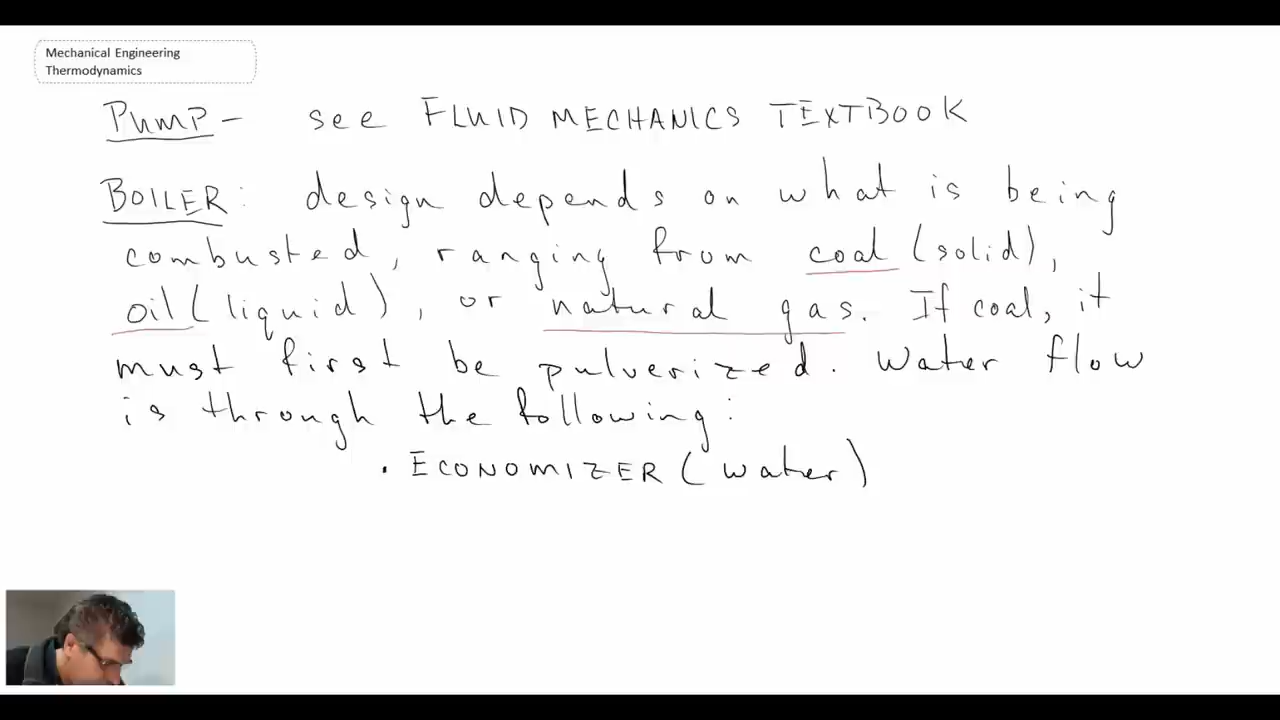 Mechanical Engineering
Thermodynamics
PUMP - see FLUID MECHANICS TEXTBOOK
BOILER: design depends on what is being
combusted, ranging from coal (solid),
oil (liquid), or natural gas. If coal, it
must first be pulverized. Water flow
is through the following:
· ECONOMIZER (water)